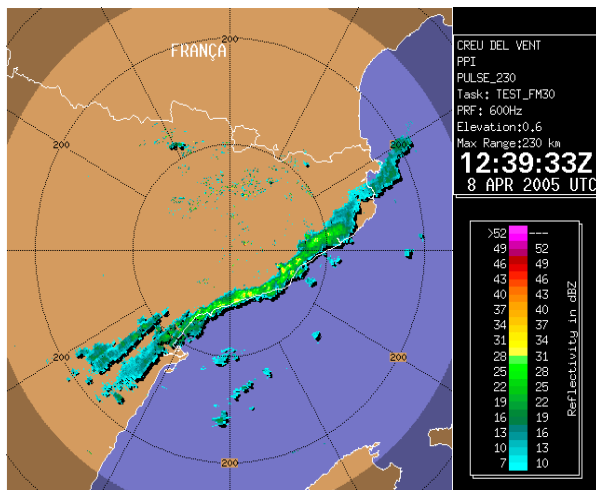 FRANÇA
200
200
200
200
200
200
CREU DEL VENT
PPI
PULSE_230
Task: TEST_FM30
PRF: 600Hz
Elevation:0.6
Max Range:230 km
12:39:33Z
8 APR 2005 UTC
>52 ---
49 52
46 49
43 46
40 43
37 40
34 37
31 34
28 31
25 28
22 25
19 22
16 19
13 16
10 13
7 10
Reflectivity in dBZ